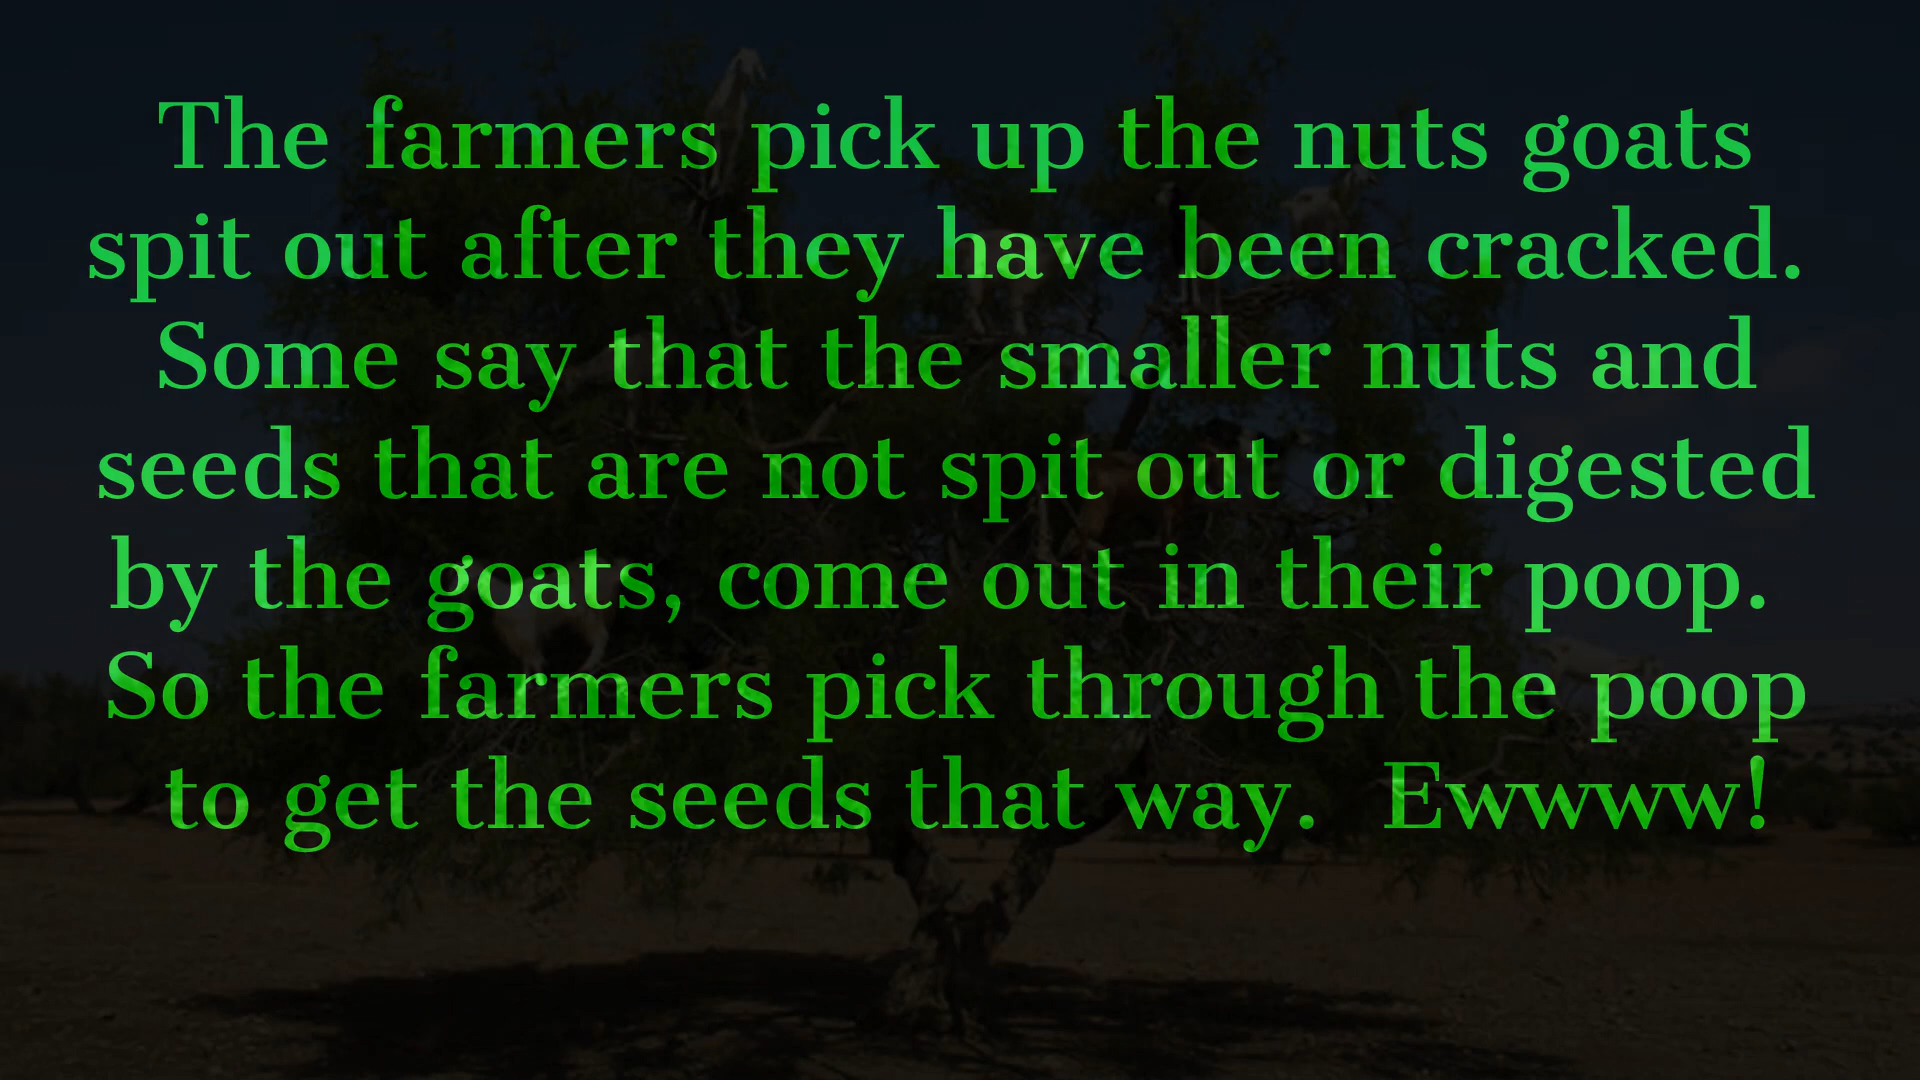 The farmers pick up the nuts goats
spit out after they have been cracked.
Some say that the smaller nuts and
seeds that are not spit out or digested
by the goats, come out in their poop.
So the farmers pick through the poop
to get the seeds that way.  Ewwww!